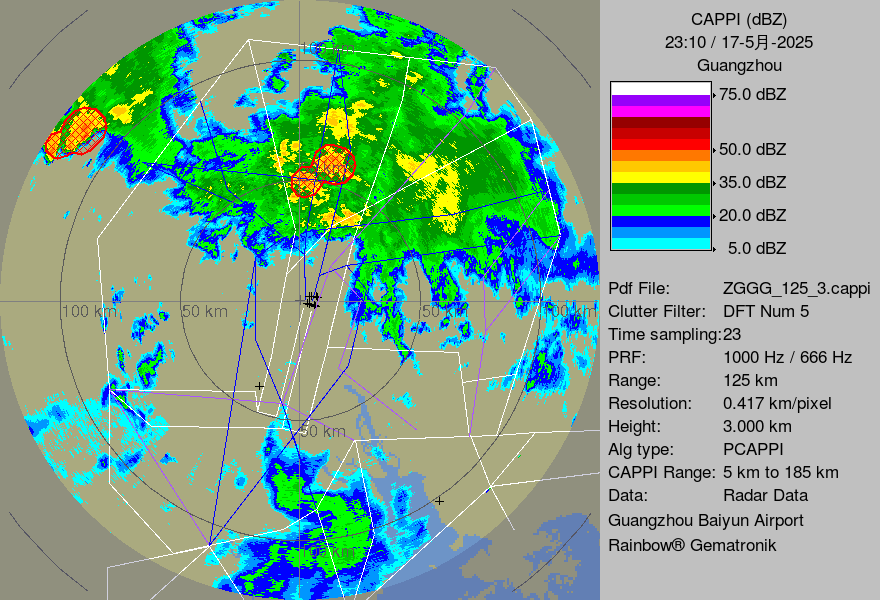 CAPPI (dBZ)
23:10 / 17-5月-2025
Guangzhou
75.0 dBZ
50.0 dBZ
35.0 dBZ
20.0 dBZ
5.0 dBZ
Pdf File: ZGGG_125_3.cappi
Clutter Filter: DFT Num 5
Time sampling:23
PRF: 1000 Hz / 666 Hz
Range: 125 km
Resolution: 0.417 km/pixel
Height: 3.000 km
Alg type: PCAPPI
CAPPI Range: 5 km to 185 km
Data: Radar Data
Guangzhou Baiyun Airport
Rainbow® Gematronik
100 km
50 km
100 km
50 km
50 km
100 km
50 km
100 km